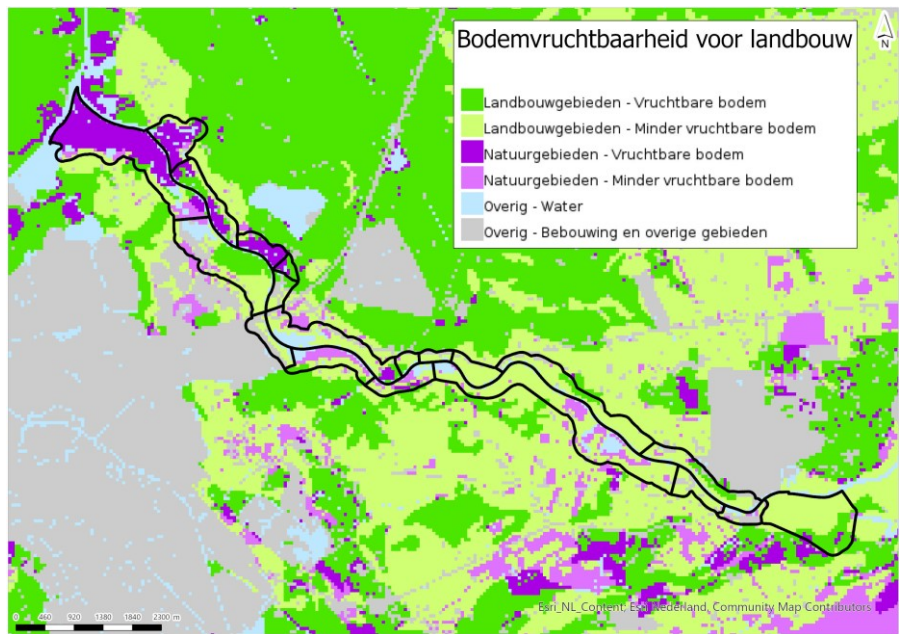 Bodemvruchtbaarheid voor landbouw
N
Landbouwgebieden - Vruchtbare bodem
Landbouwgebieden - Minder vruchtbare bodem
Natuurgebieden - Vruchtbare bodem
Natuurgebieden - Minder vruchtbare bodem
Overig - Water
Overig - Bebouwing en overige gebieden
Esri_NL_Content, Esri Nederland, Community Map Contributors
0 460 920 1380 1840 2300 m